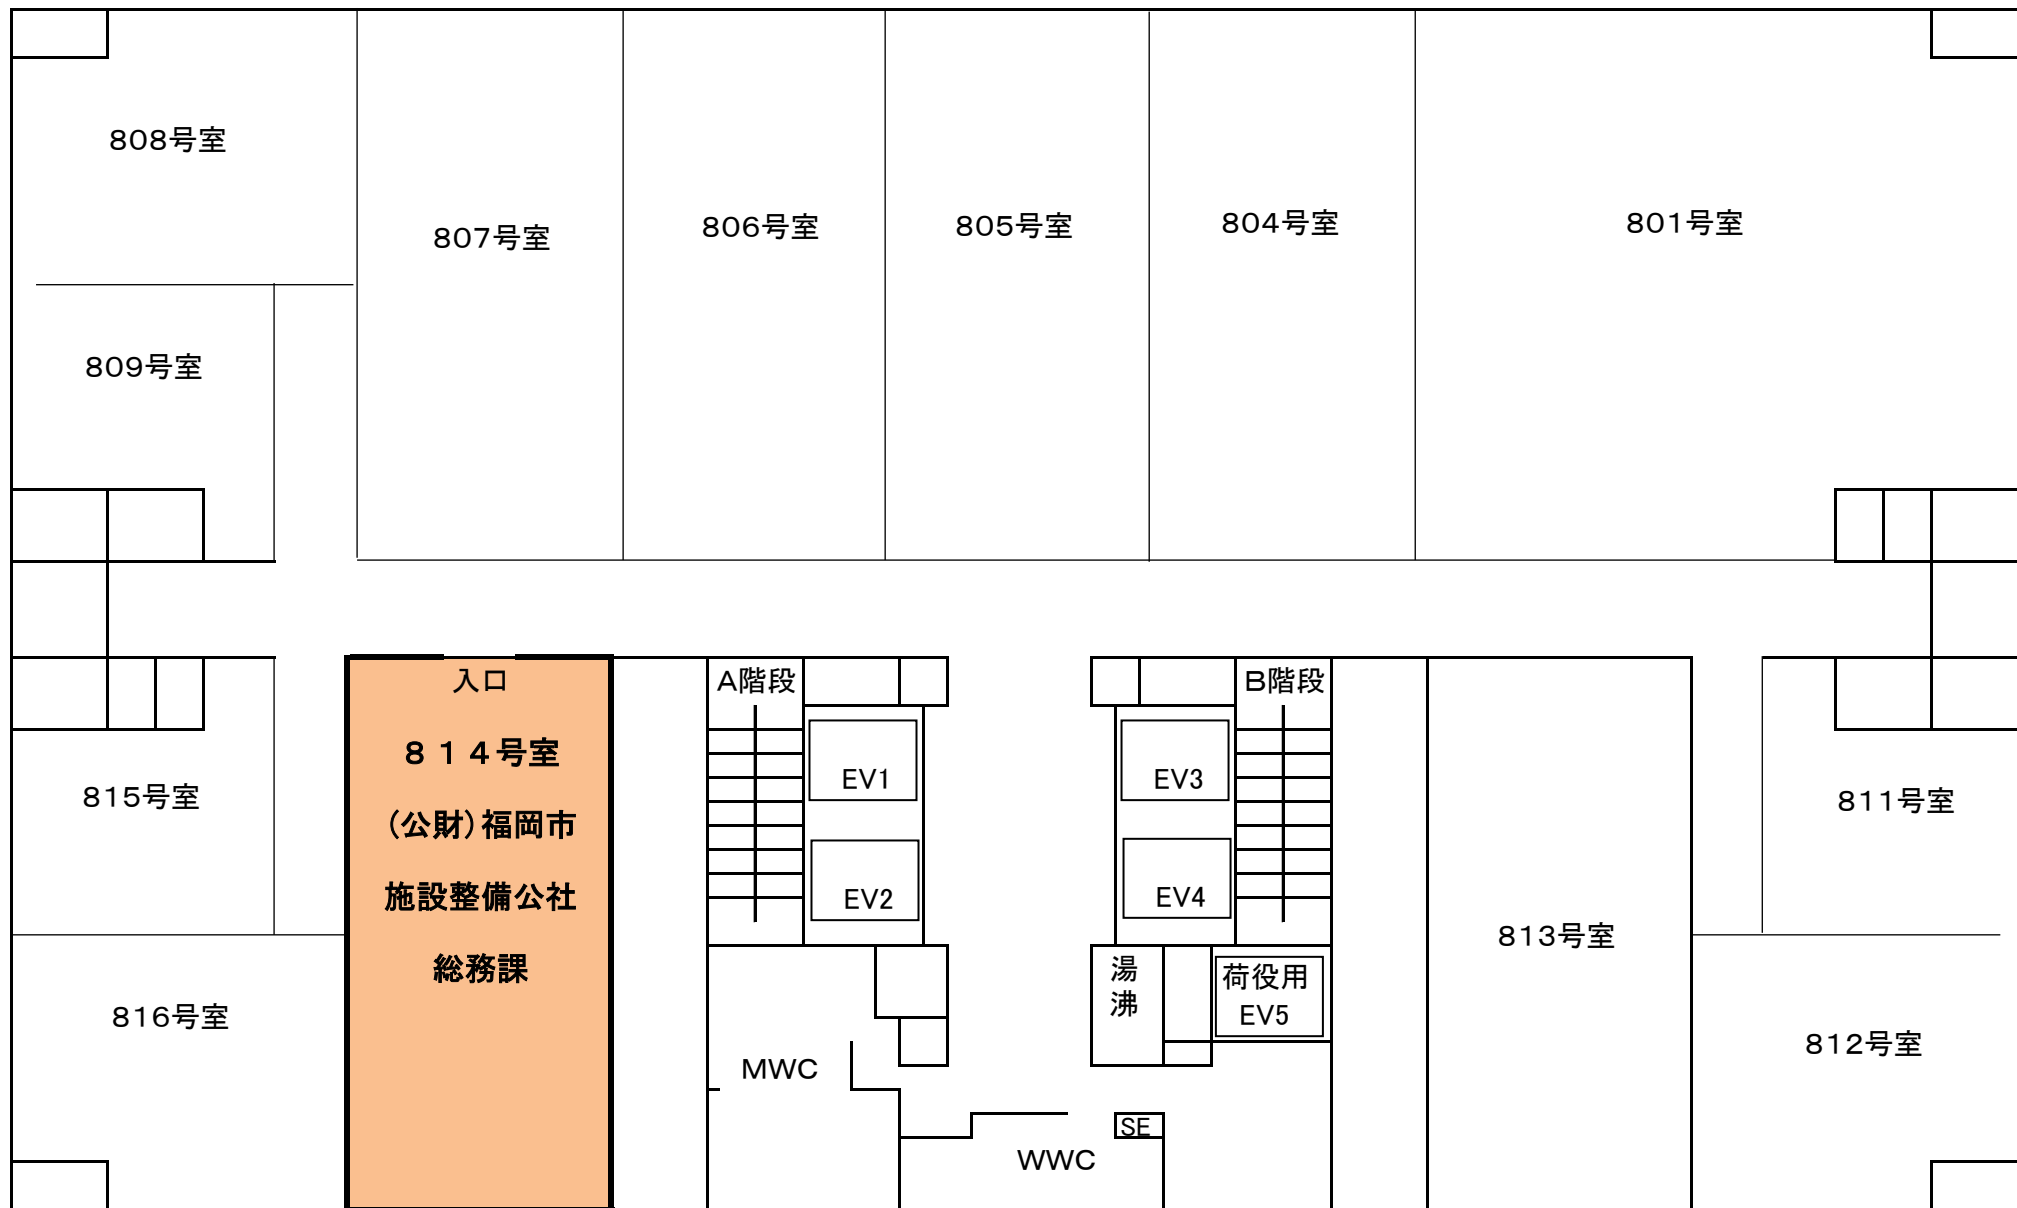 808号室
807号室
806号室
805号室
804号室
801号室
809号室
入口
814号室
(公財)福岡市
施設整備公社
総務課
A階段
B階段
EV1
EV3
EV2
EV4
815号室
811号室
813号室
湯沸
荷役用
EV5
816号室
812号室
MWC
SE
WWC